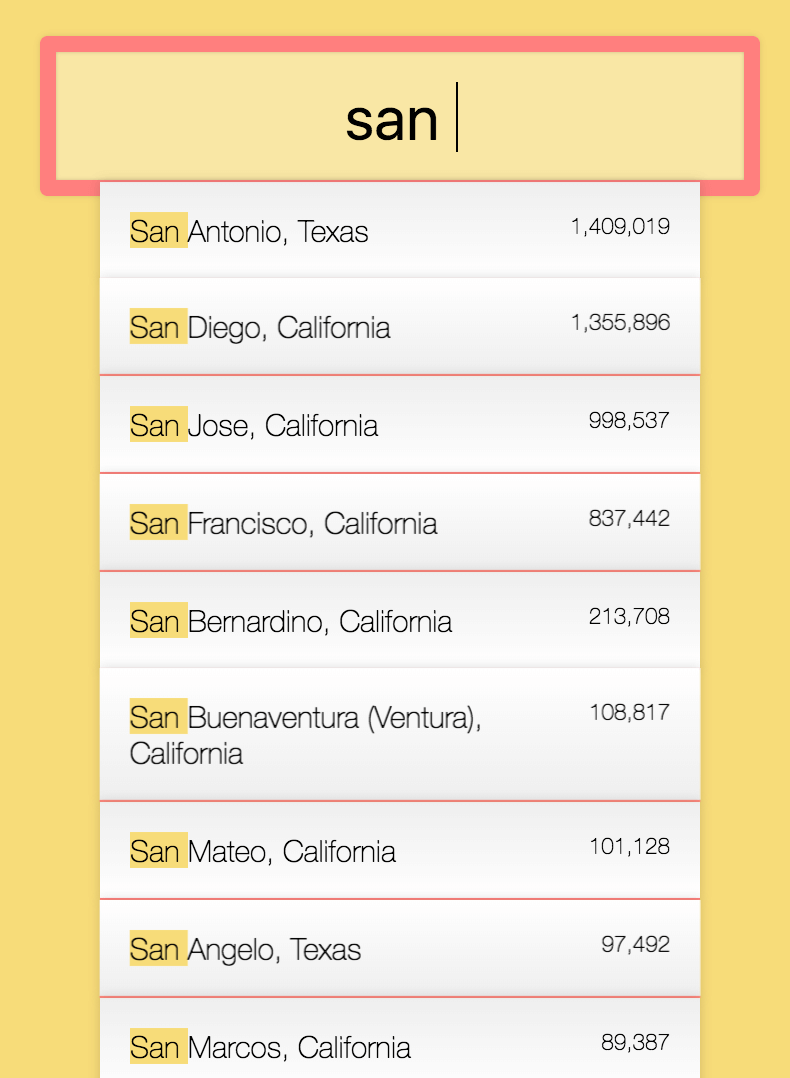 san
San Antonio, Texas 1,409,019
San Diego, California 1,355,896
San Jose, California 998,537
San Francisco, California 837,442
San Bernardino, California 213,708
San Buenaventura (Ventura), 108,817
California
San Mateo, California 101,128
San Angelo, Texas 97,492
San Marcos, California 89,387